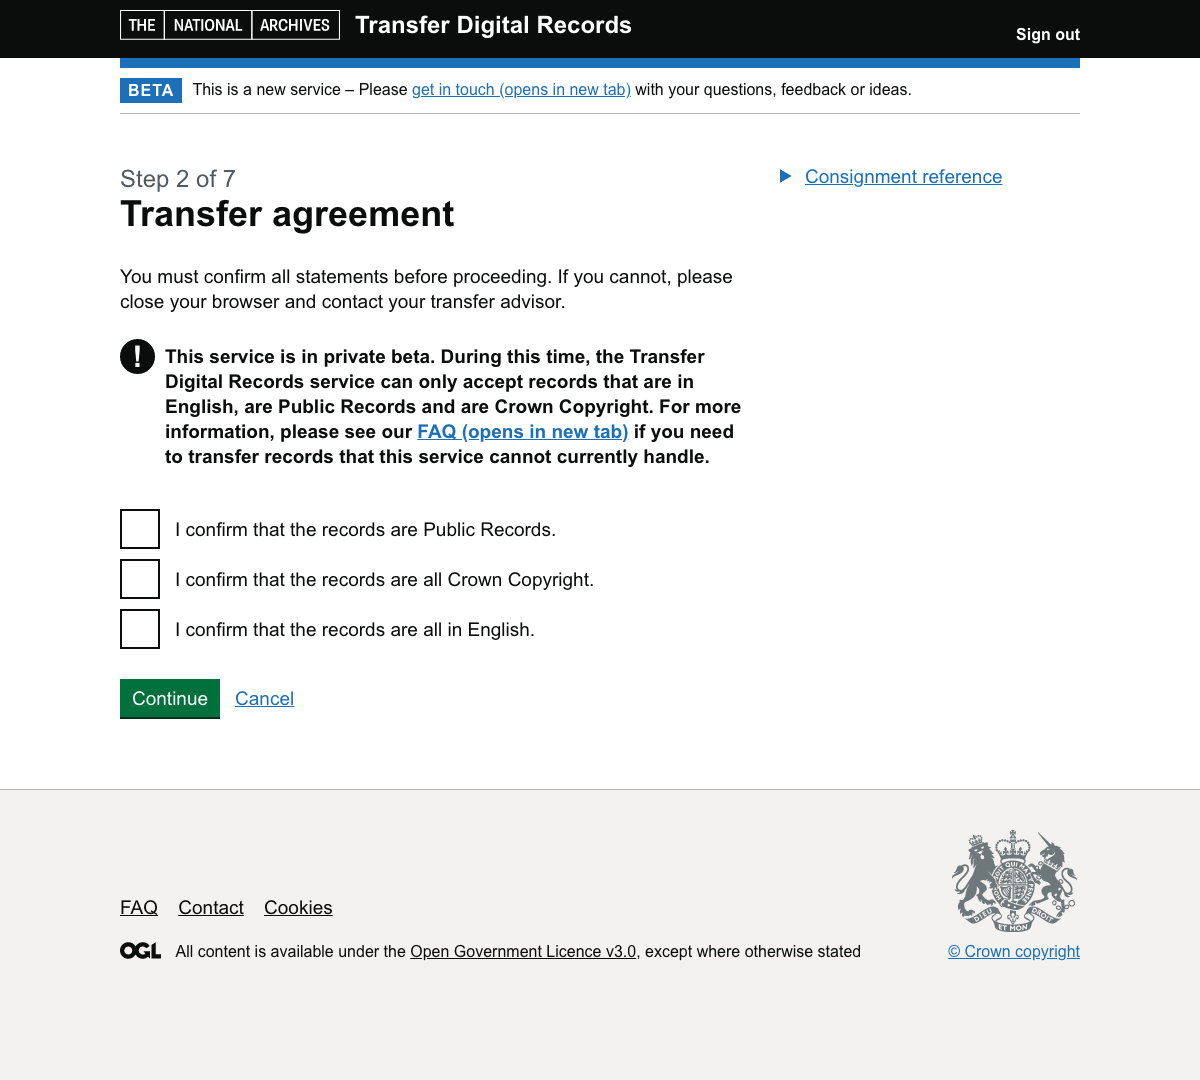 THE NATIONAL ARCHIVES Transfer Digital Records
Sign out
BETA This is a new service – Please get in touch (opens in new tab) with your questions, feedback or ideas.
Step 2 of 7
Transfer agreement
Consignment reference
You must confirm all statements before proceeding. If you cannot, please
close your browser and contact your transfer advisor.
! This service is in private beta. During this time, the Transfer
Digital Records service can only accept records that are in
English, are Public Records and are Crown Copyright. For more
information, please see our FAQ (opens in new tab) if you need
to transfer records that this service cannot currently handle.
I confirm that the records are Public Records.
I confirm that the records are all Crown Copyright.
I confirm that the records are all in English.
Continue Cancel
FAQ Contact Cookies
DIEU ET MON DROIT
OGL All content is available under the Open Government Licence v3.0, except where otherwise stated
© Crown copyright